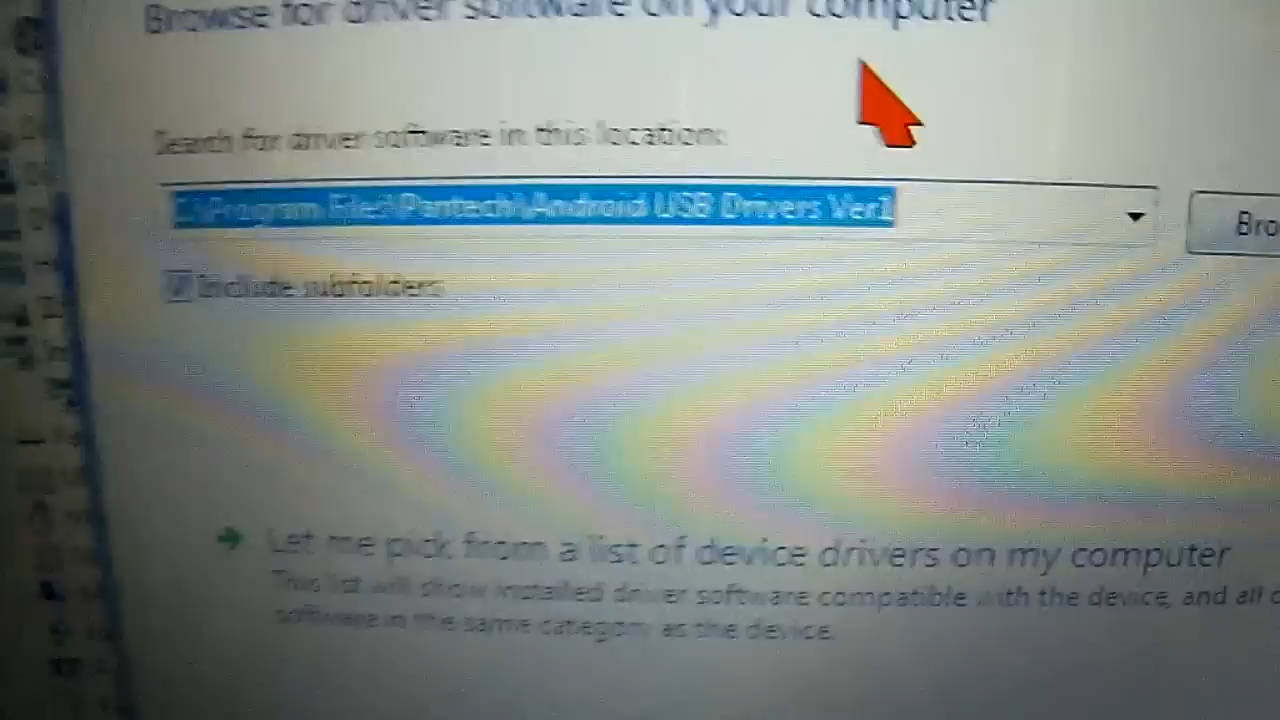 Browse for driver software on your computer
Search for driver software in this location:
Program Files\Pantech\Android USB Drivers Ver1
Bro
Include subfolders
Let me pick from a list of device drivers on my computer
This list will show installed driver software compatible with the device, and all
software in the same category as the device.